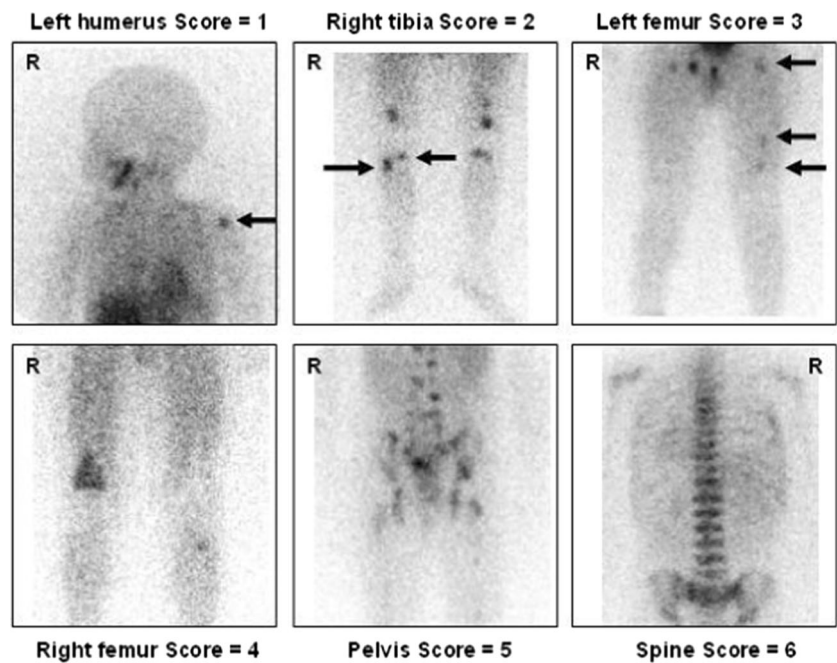 Left humerus Score = 1
Right tibia Score = 2
Left femur Score = 3
R
R
R
R
R
R
Right femur Score = 4
Pelvis Score = 5
Spine Score = 6